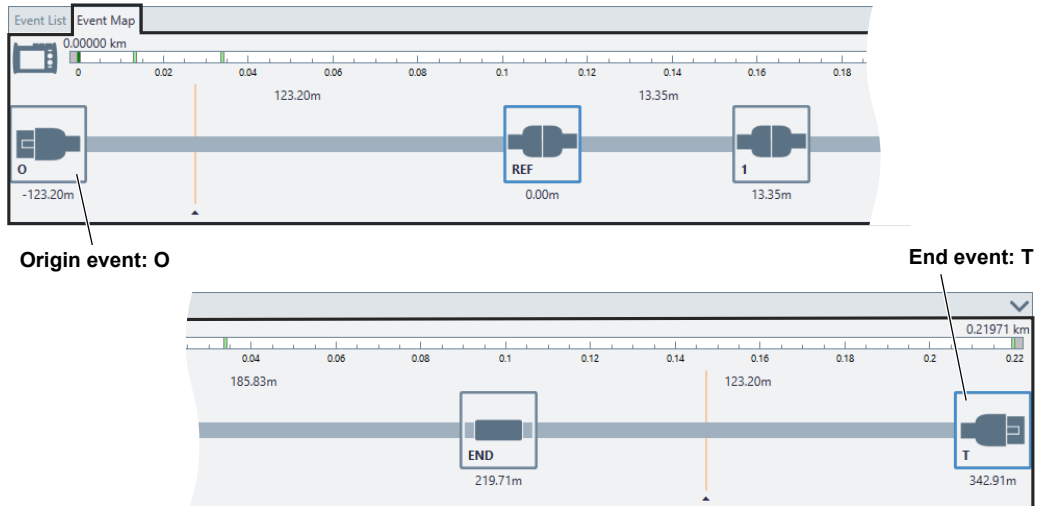 Event List Event Map
0.00000 km
0 0.02 0.04 0.06 0.08 0.1 0.12 0.14 0.16 0.18
123.20m 13.35m
O REF 1
-123.20m 0.00m 13.35m
Origin event: O
End event: T
0.21971 km
0.04 0.06 0.08 0.1 0.12 0.14 0.16 0.18 0.2 0.22
185.83m 123.20m
END T
219.71m 342.91m